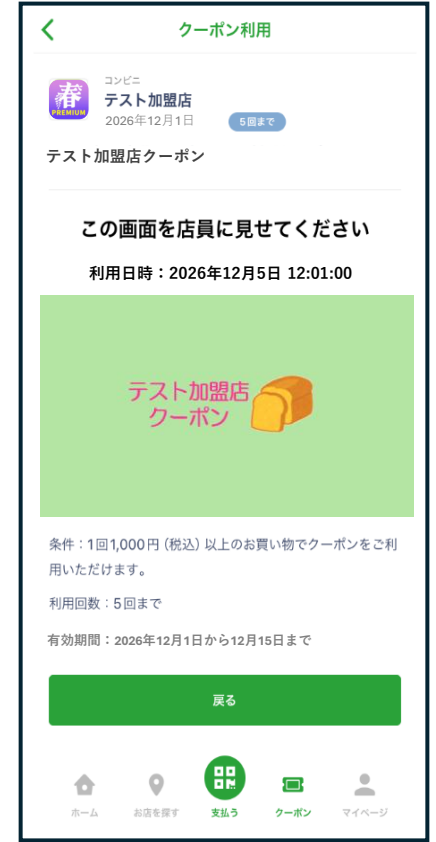 クーポン利用
春
PREMIUM
コンビニ
テスト加盟店
2026年12月1日
5回まで
テスト加盟店クーポン
この画面を店員に見せてください
利用日時：2026年12月5日 12:01:00
テスト加盟店
クーポン
条件：1回1,000円（税込）以上のお買い物でクーポンをご利
用いただけます。
利用回数：5回まで
有効期間：2026年12月1日から12月15日まで
戻る
ホーム
お店を探す
支払う
クーポン
マイページ